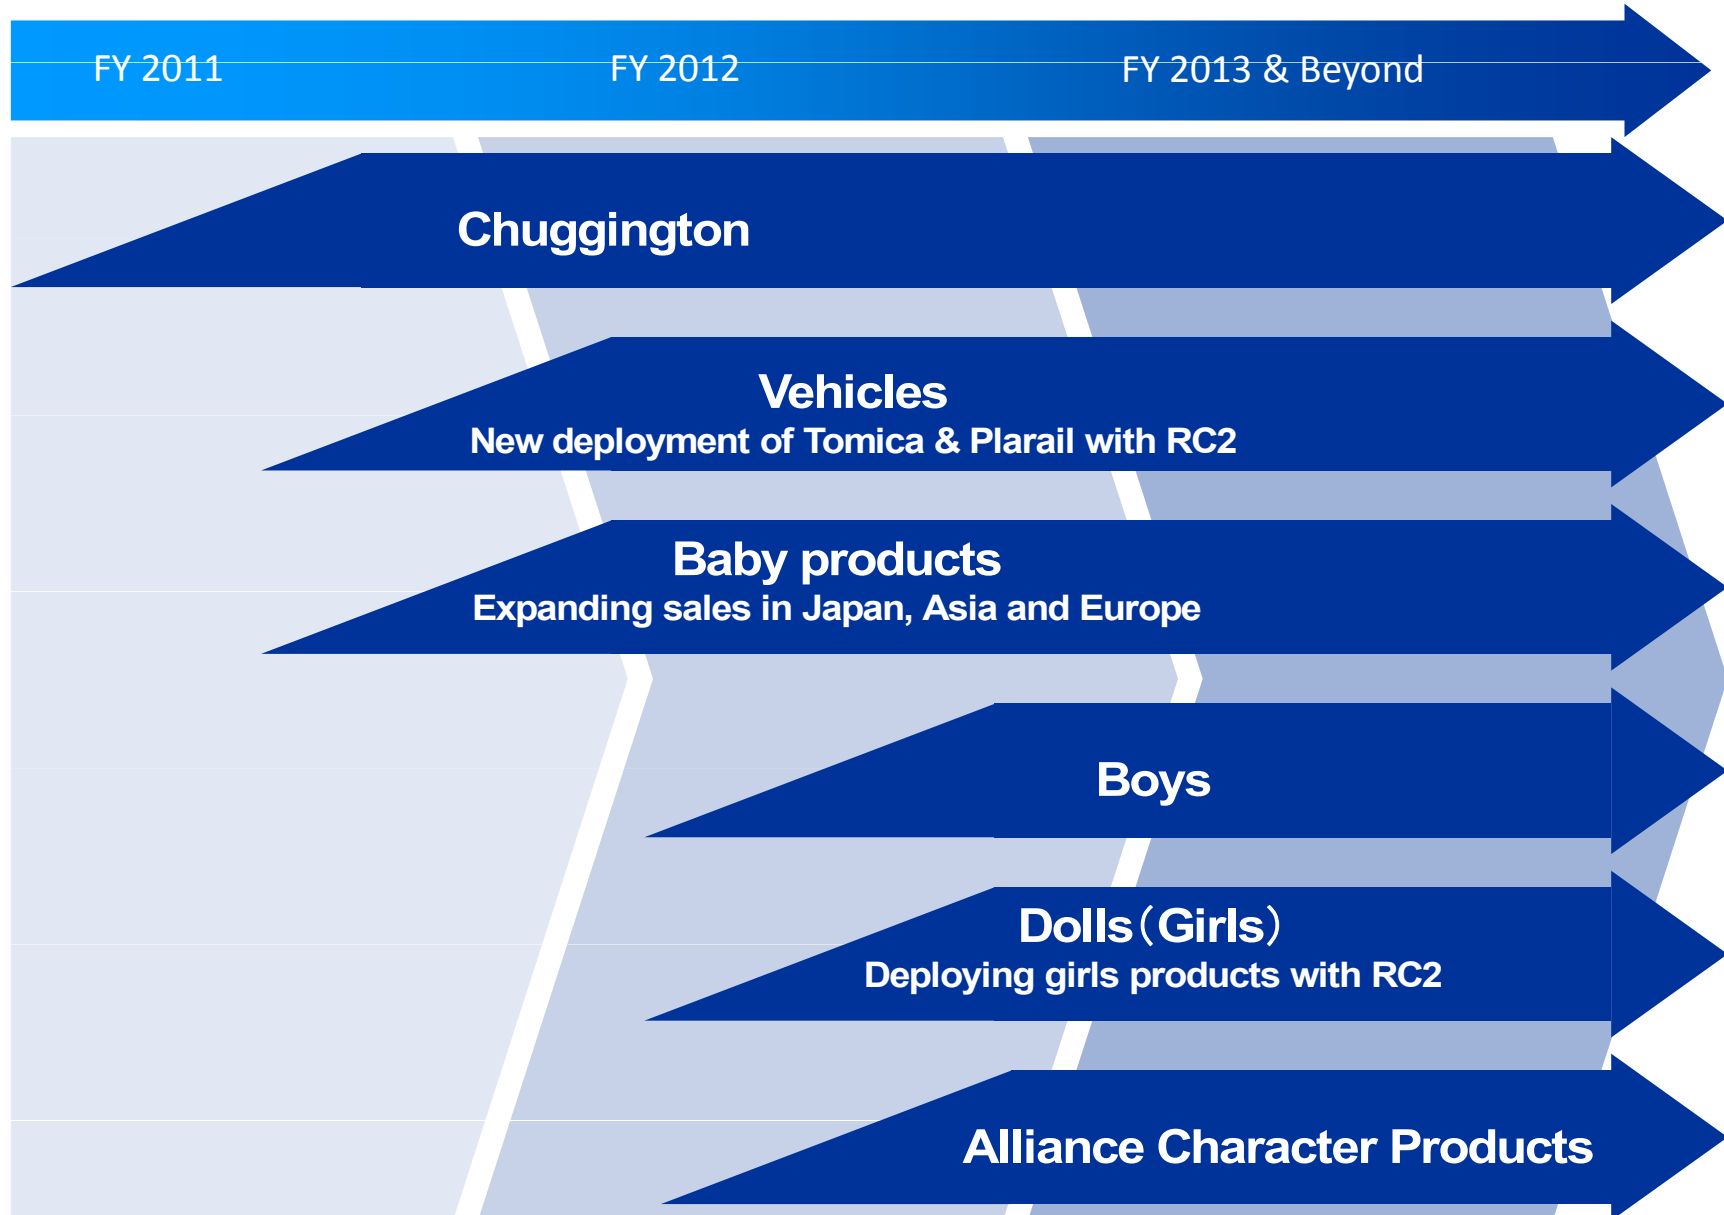 FY 2011 FY 2012 FY 2013 & Beyond
Chuggington
Vehicles
New deployment of Tomica & Plarail with RC2
Baby products
Expanding sales in Japan, Asia and Europe
Boys
Dolls（Girls）
Deploying girls products with RC2
Alliance Character Products